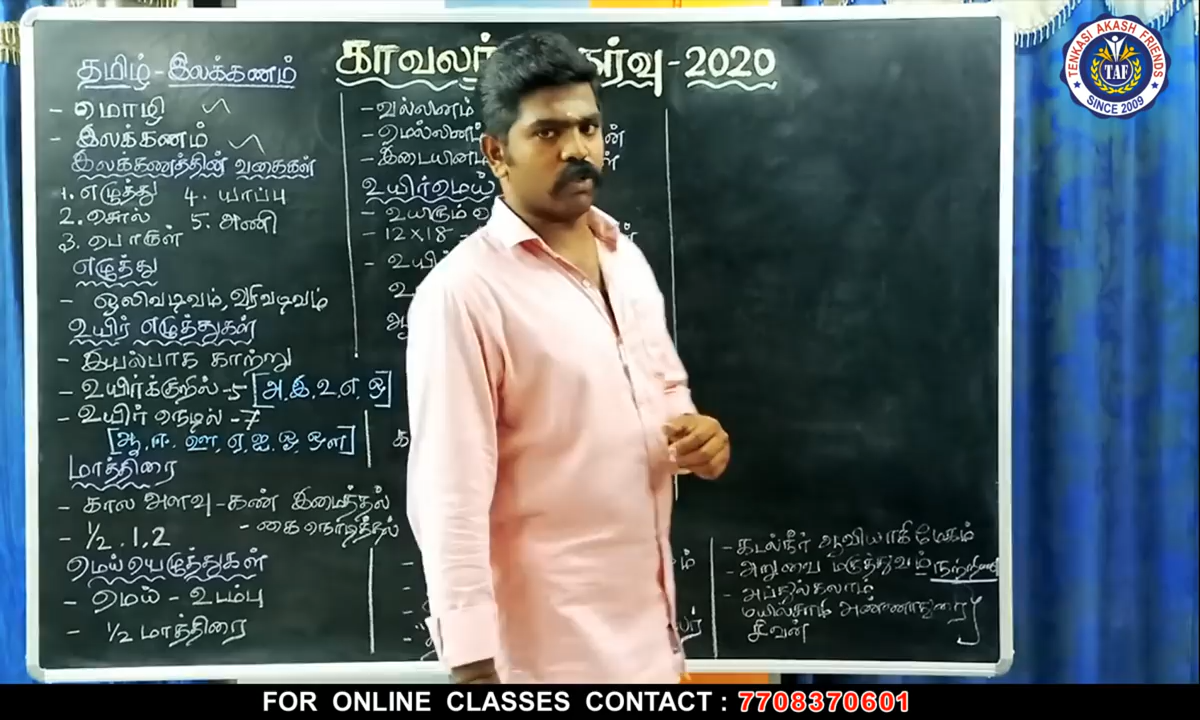 காவலர்
தேர்வு - 2020
தமிழ் - இலக்கணம்
- மொழி
- இலக்கணம்
இலக்கணத்தின் வகைகள்
1. எழுத்து 4. யாப்பு
2. சொல் 5. அணி
3. பொருள்
எழுத்து
- ஒலிவடிவம், வரிவடிவம்
உயிர் எழுத்துகள்
- இயல்பாக காற்று
- உயிர்க்குறில் - 5 [அ, இ, உ, எ, ஒ]
- உயிர் நெடில் - 7
[ஆ, ஈ, ஊ, ஏ, ஐ, ஓ, ஔ]
மாத்திரை
- கால அளவு - கண் இமைத்தல்
- கை நொடித்தல்
- ½, 1, 2
மெய்யெழுத்துகள்
- மெய் - உடம்பு
- ½ மாத்திரை
- வல்லினம்
- மெல்லினம்
- இடையினம்
உயிர்மெய்
- உயிரும்
- 12 x 18 -
- கடல்நீர் ஆவியாகி மேகம்
- அறுவை மருத்துவம்
- அப்துல்கலாம்
மயில்சாமி அண்ணாதுரை
சிவன்
TENKASI AKASH FRIENDS
TAF
SINCE 2009
FOR ONLINE CLASSES CONTACT : 7708370601